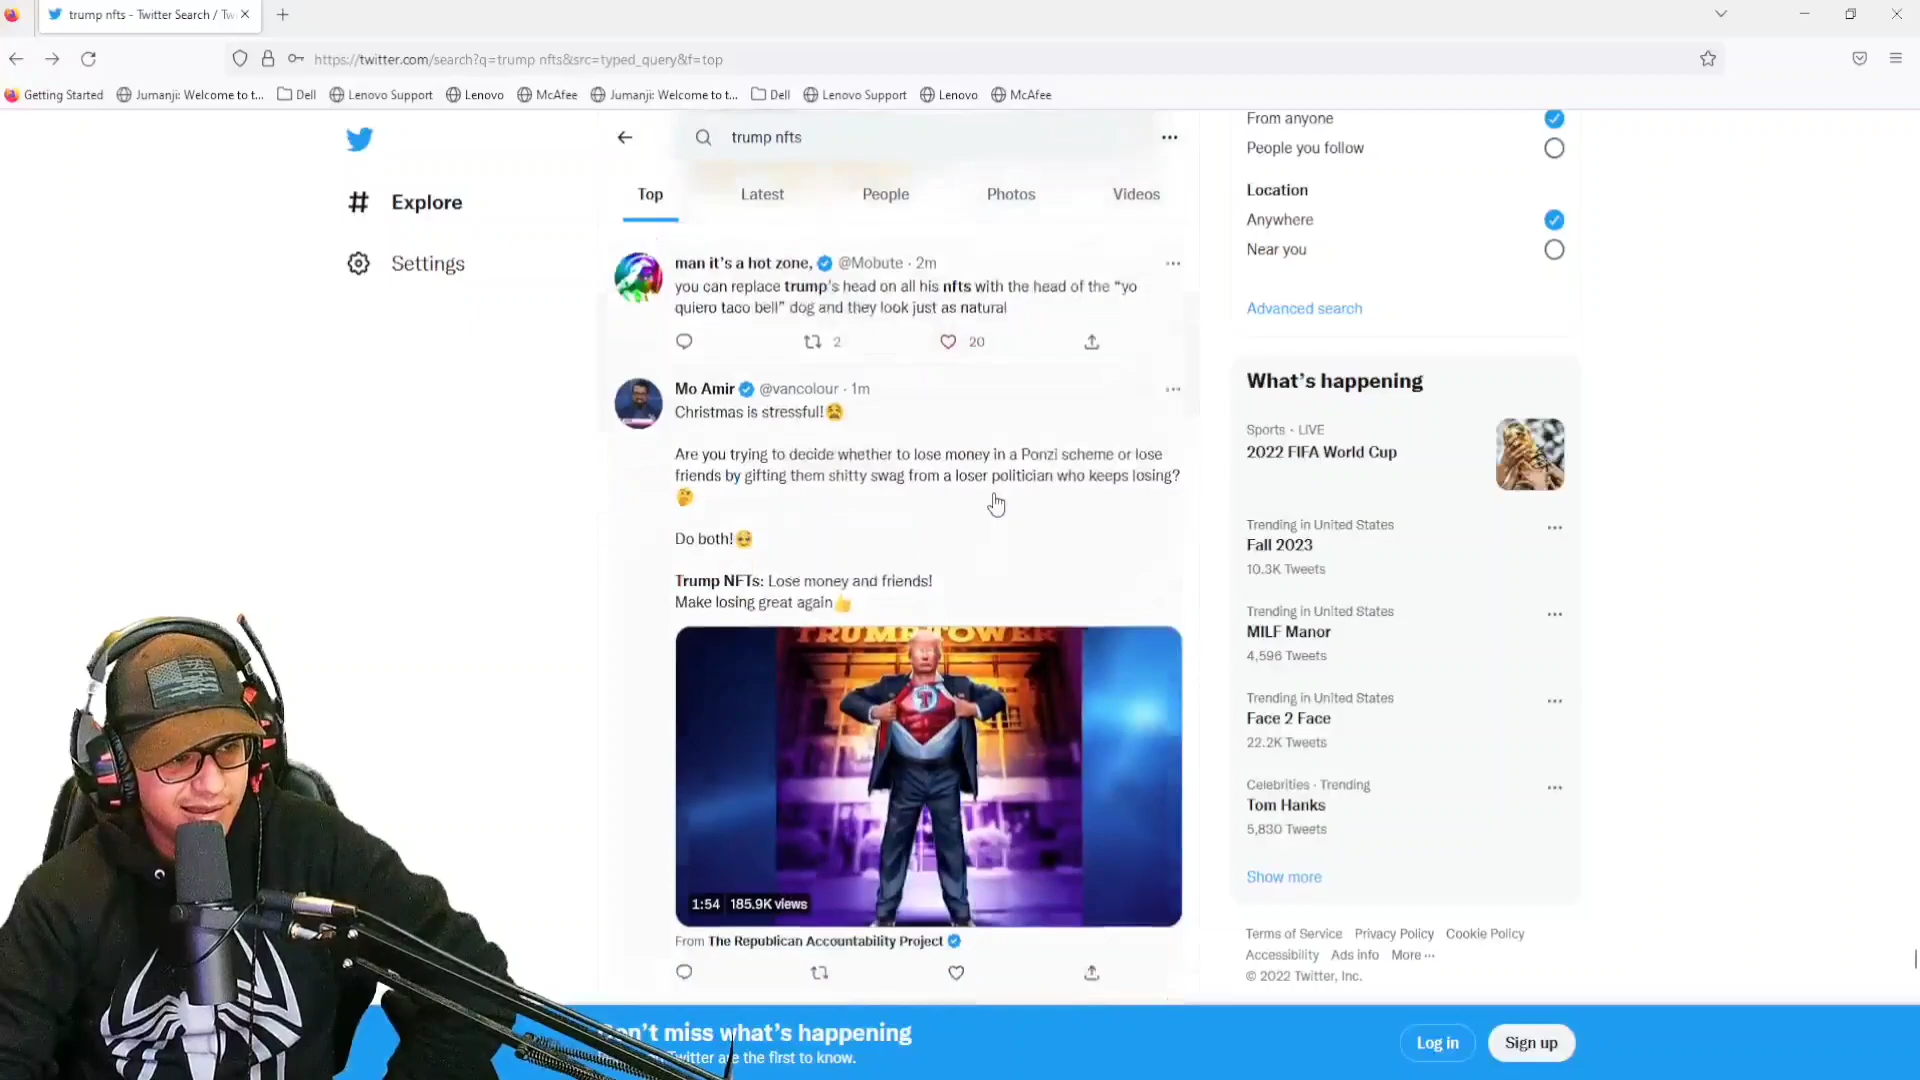 trump nfts - Twitter Search / Tw
https://twitter.com/search?q=trump nfts&src=typed_query&f=top
Getting Started
Jumanji: Welcome to t...
Dell
Lenovo Support
Lenovo
McAfee
Jumanji: Welcome to t...
Dell
Lenovo Support
Lenovo
McAfee
Explore
Settings
trump nfts
Top
Latest
People
Photos
Videos
man it's a hot zone, @Mobute · 2m
you can replace trump's head on all his nfts with the head of the “yo
quiero taco bell” dog and they look just as natural
2
20
Mo Amir @vancolour · 1m
Christmas is stressful!😫
Are you trying to decide whether to lose money in a Ponzi scheme or lose
friends by gifting them shitty swag from a loser politician who keeps losing?
🤔
Do both!🥹
Trump NFTs: Lose money and friends!
Make losing great again👍
TRUMP TOWER
T
1:54 185.9K views
From The Republican Accountability Project
From anyone
People you follow
Location
Anywhere
Near you
Advanced search
What's happening
Sports · LIVE
2022 FIFA World Cup
Trending in United States
Fall 2023
10.3K Tweets
Trending in United States
MILF Manor
4,596 Tweets
Trending in United States
Face 2 Face
22.2K Tweets
Celebrities · Trending
Tom Hanks
5,830 Tweets
Show more
Terms of Service Privacy Policy Cookie Policy
Accessibility Ads info More ···
© 2022 Twitter, Inc.
what's happening
are the first to know.
Log in
Sign up